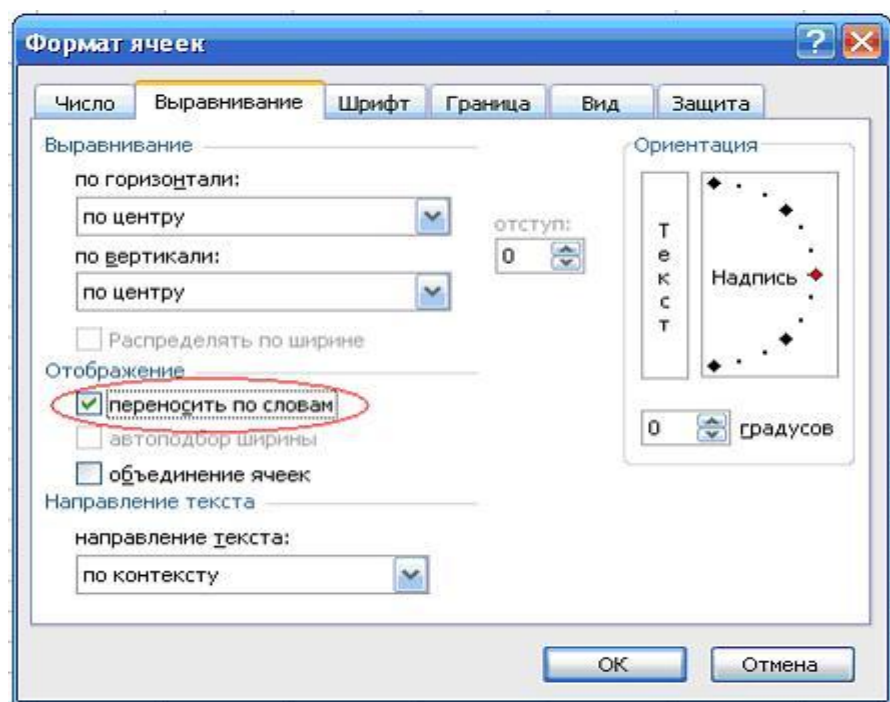 Формат ячеек
Число Выравнивание Шрифт Граница Вид Защита
Выравнивание
по горизонтали:
по центру
отступ:
0
по вертикали:
по центру
Распределять по ширине
Отображение
переносить по словам
автоподбор ширины
объединение ячеек
Направление текста
направление текста:
по контексту
Ориентация
Текст
Надпись
0 градусов
ОК Отмена